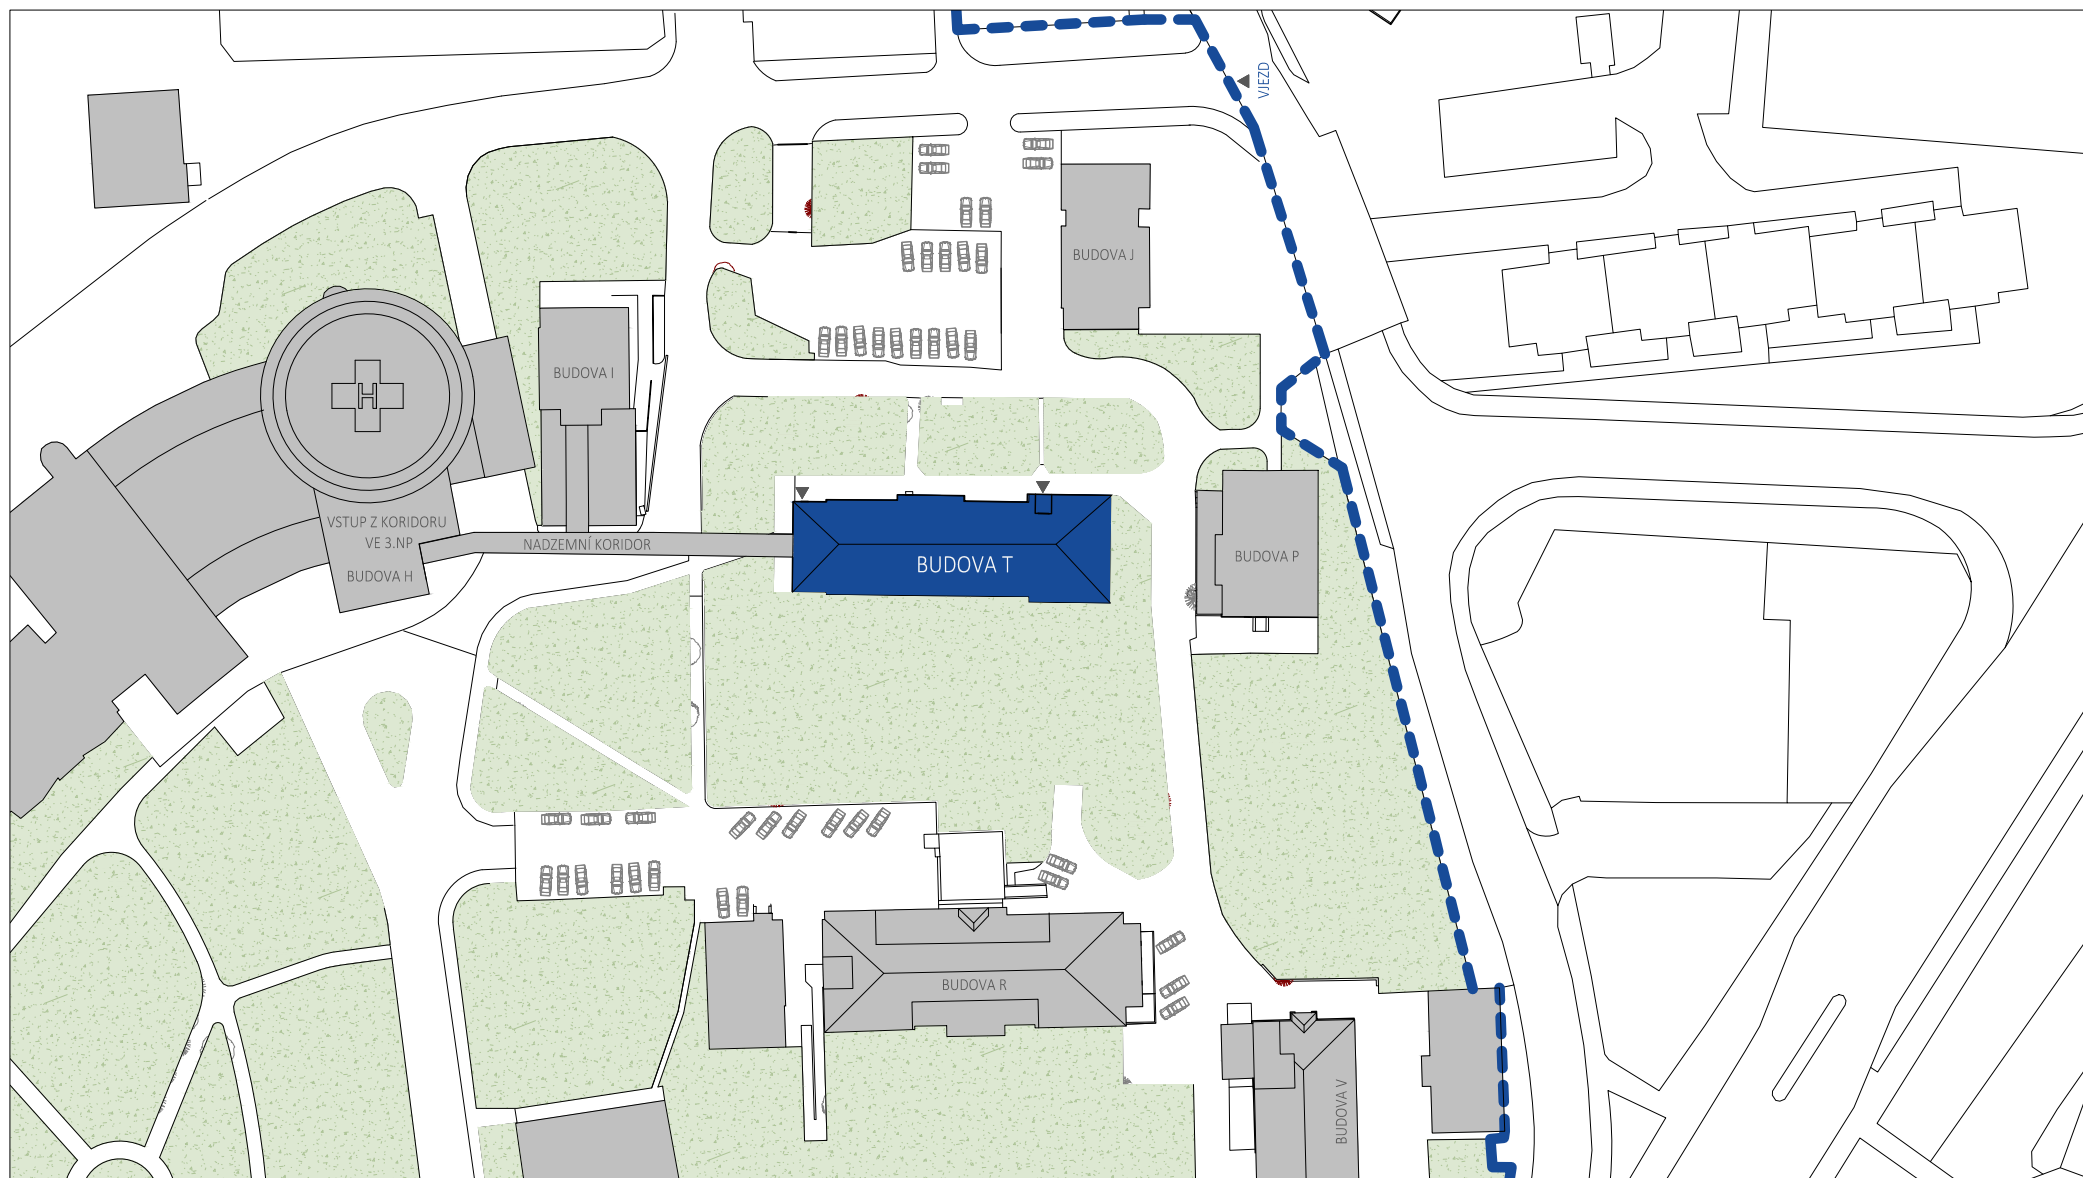 VJEZD
BUDOVA J
BUDOVA I
H
VSTUP Z KORIDORU
VE 3.NP
BUDOVA H
NADZEMNÍ KORIDOR
BUDOVA T
BUDOVA P
BUDOVA R
BUDOVA V